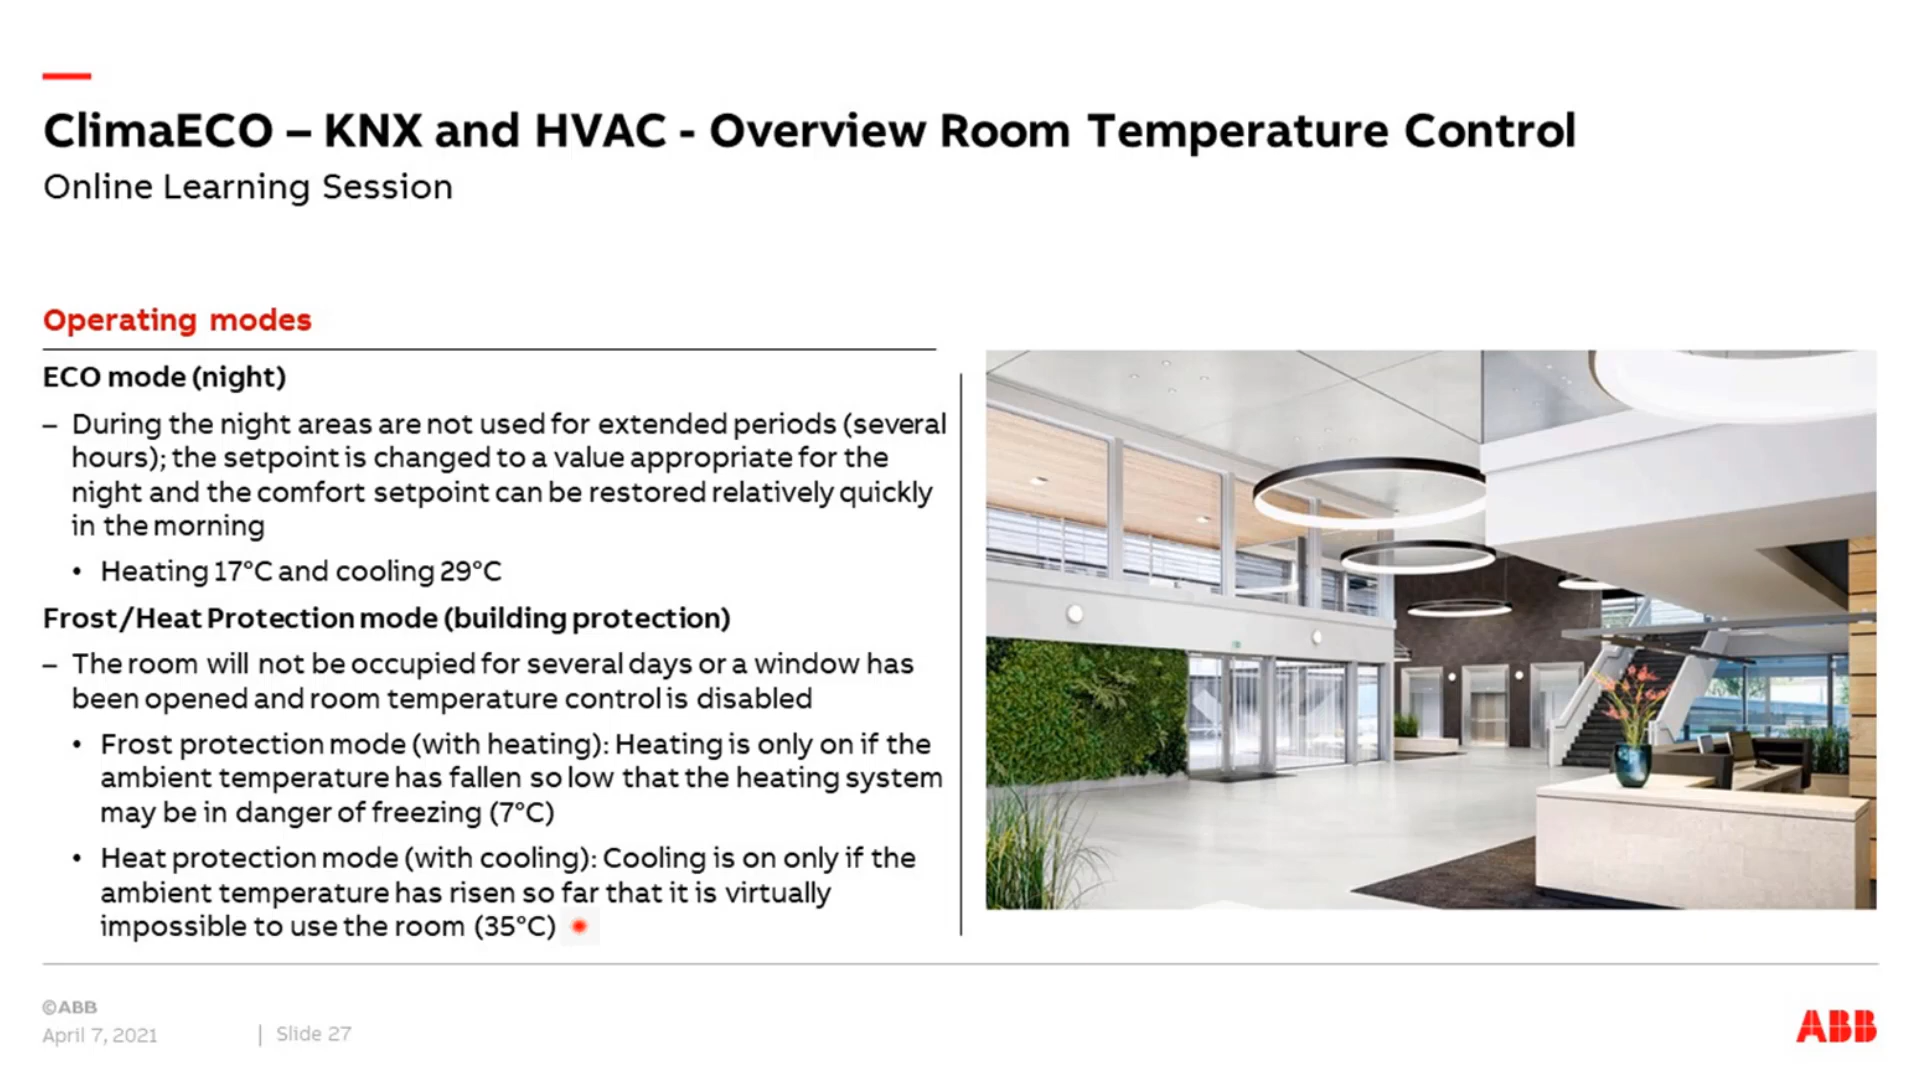 ClimaECO – KNX and HVAC - Overview Room Temperature Control
Online Learning Session
Operating modes
ECO mode (night)
– During the night areas are not used for extended periods (several
hours); the setpoint is changed to a value appropriate for the
night and the comfort setpoint can be restored relatively quickly
in the morning
• Heating 17°C and cooling 29°C
Frost/Heat Protection mode (building protection)
– The room will not be occupied for several days or a window has
been opened and room temperature control is disabled
• Frost protection mode (with heating): Heating is only on if the
ambient temperature has fallen so low that the heating system
may be in danger of freezing (7°C)
• Heat protection mode (with cooling): Cooling is on only if the
ambient temperature has risen so far that it is virtually
impossible to use the room (35°C)
©ABB
April 7, 2021 | Slide 27
ABB